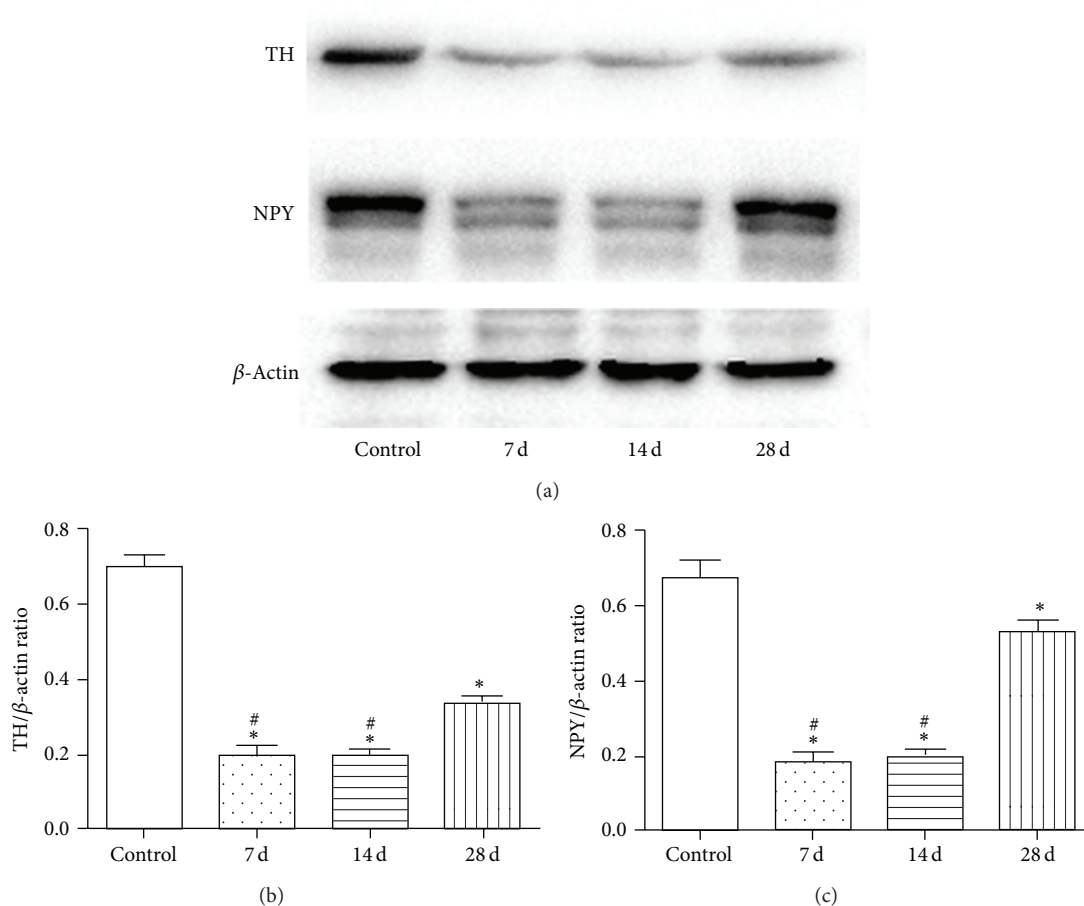 TH
NPY
β-Actin
Control 7 d 14 d 28 d
(a)
0.8
0.6
0.4
0.2
0.0
TH/β-actin ratio
#
*
#
*
*
Control 7 d 14 d 28 d
(b)
0.8
0.6
0.4
0.2
0.0
NPY/β-actin ratio
#
*
#
*
*
Control 7 d 14 d 28 d
(c)